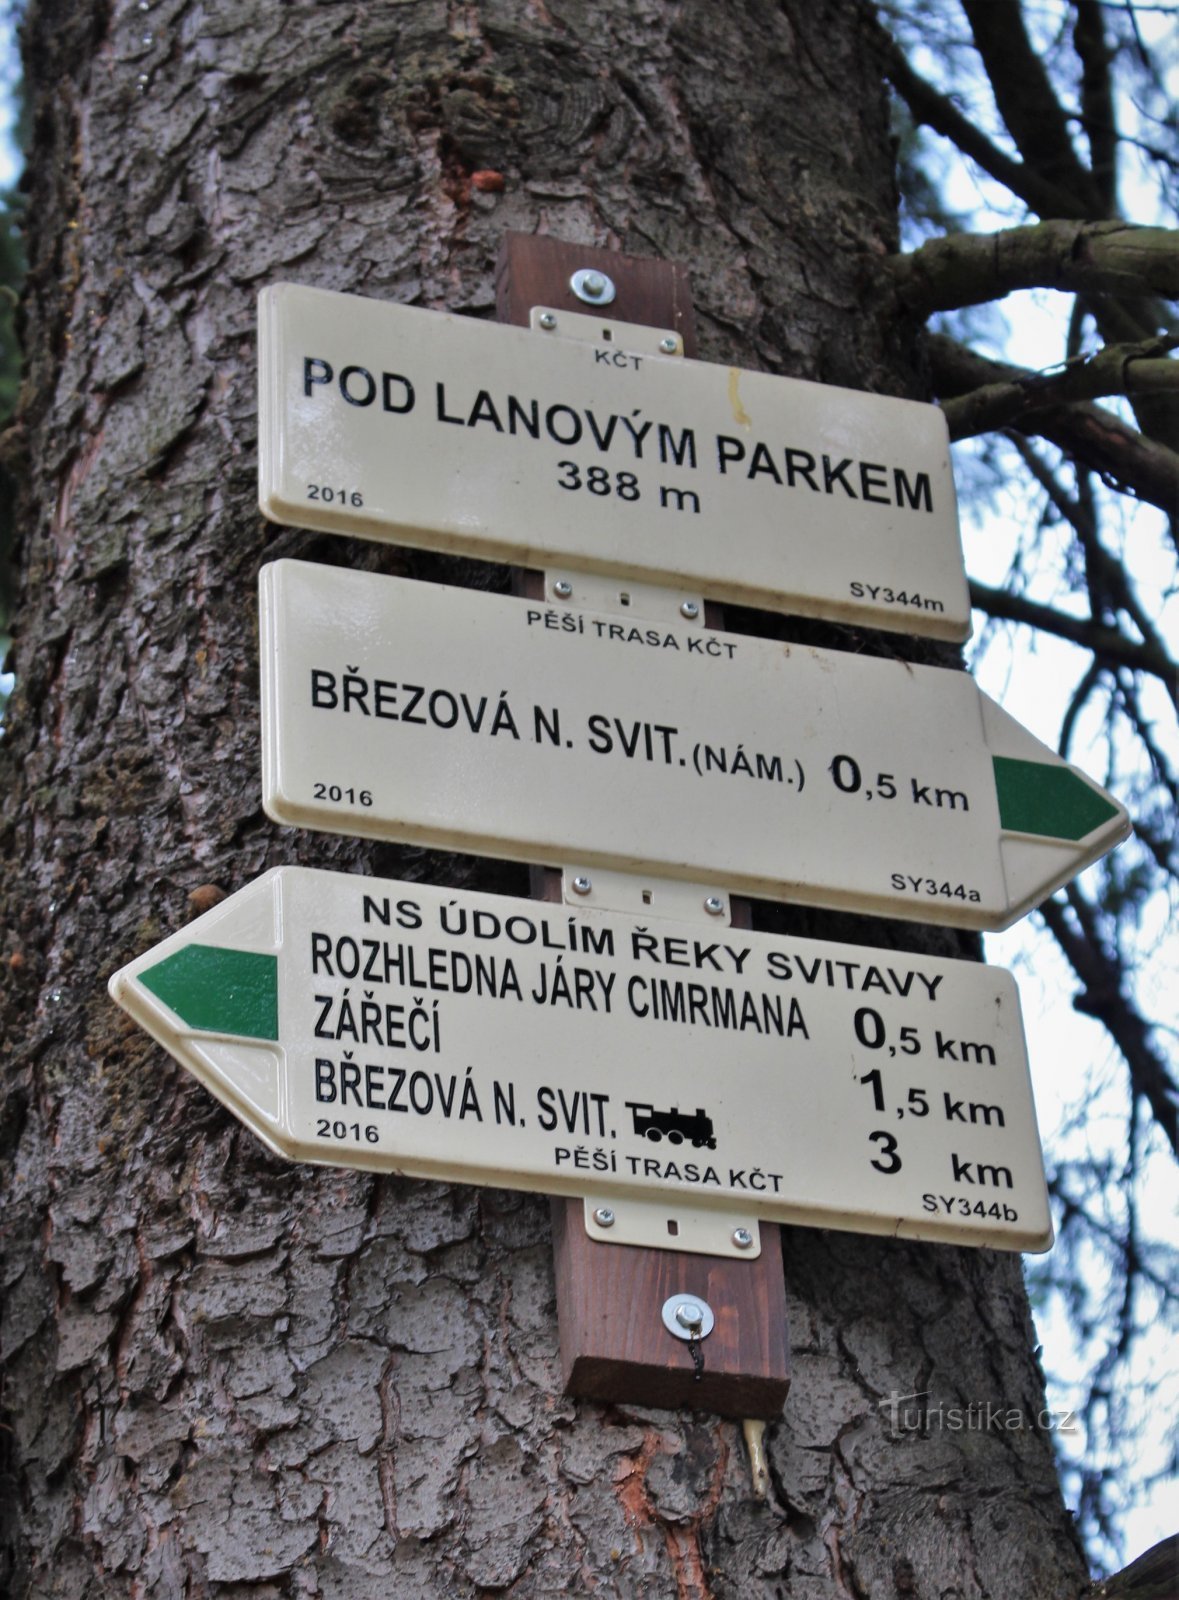 KČT
POD LANOVÝM PARKEM
388 m
2016
SY344m
PĚŠÍ TRASA KČT
BŘEZOVÁ N. SVIT. (NÁM.) 0,5 km
2016
SY344a
NS ÚDOLÍM ŘEKY SVITAVY
ROZHLEDNA JÁRY CIMRMANA 0,5 km
ZÁŘEČÍ 1,5 km
BŘEZOVÁ N. SVIT. 3 km
2016
PĚŠÍ TRASA KČT
SY344b
Turistika.cz